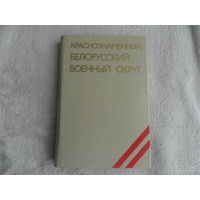 КРАСНОЗНАМЕННЫЙ
БЕЛОРУССКИЙ
ВОЕННЫЙ ОКРУГ